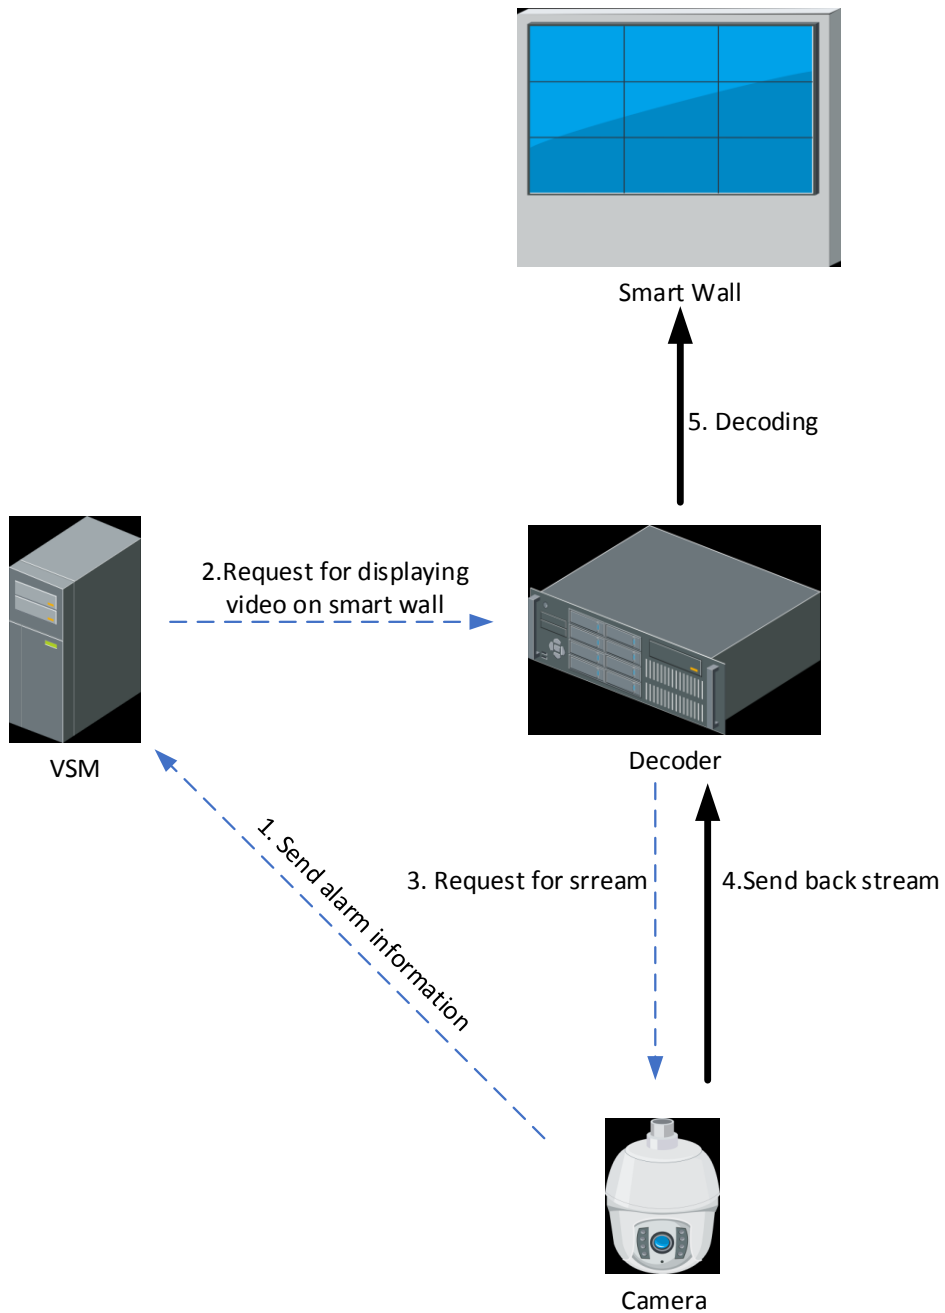 Smart Wall
5. Decoding
2.Request for displaying
video on smart wall
VSM
Decoder
1. Send alarm information
3. Request for srream
4.Send back stream
Camera